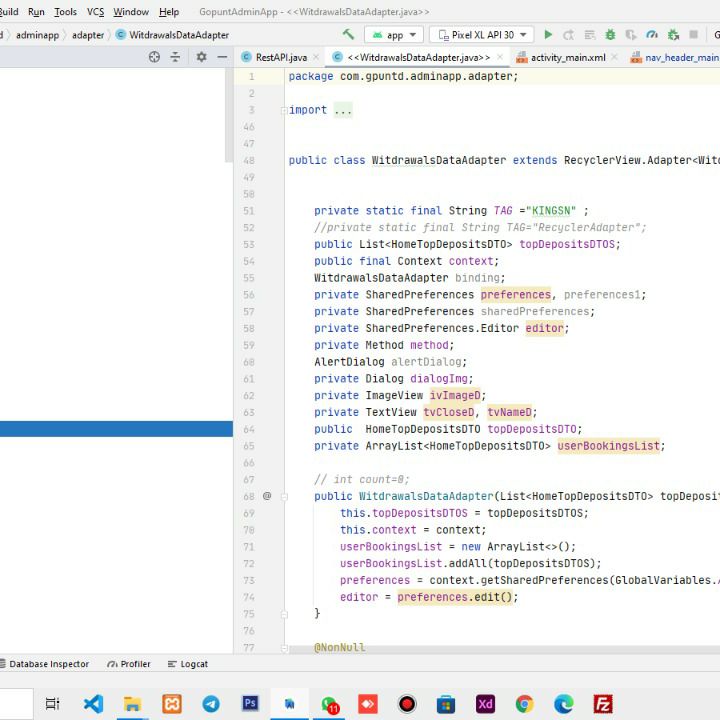 Build Run Tools VCS Window Help GopuntAdminApp - <<WitdrawalsDataAdapter.java>>
adminapp adapter WitdrawalsDataAdapter app Pixel XL API 30
RestAPI.java <<WitdrawalsDataAdapter.java>> activity_main.xml nav_header_main
1 package com.gpuntd.adminapp.adapter;
2
3 import ...
46
47
48 public class WitdrawalsDataAdapter extends RecyclerView.Adapter<Witd
49
50
51 private static final String TAG ="KINGSN" ;
52 //private static final String TAG="RecyclerAdapter";
53 public List<HomeTopDepositsDTO> topDepositsDTOS;
54 public final Context context;
55 WitdrawalsDataAdapter binding;
56 private SharedPreferences preferences, preferences1;
57 private SharedPreferences sharedPreferences;
58 private SharedPreferences.Editor editor;
59 private Method method;
60 AlertDialog alertDialog;
61 private Dialog dialogImg;
62 private ImageView ivImageD;
63 private TextView tvCloseD, tvNameD;
64 public HomeTopDepositsDTO topDepositsDTO;
65 private ArrayList<HomeTopDepositsDTO> userBookingsList;
66
67 // int count=0;
68 @ public WitdrawalsDataAdapter(List<HomeTopDepositsDTO> topDeposit
69 this.topDepositsDTOS = topDepositsDTOS;
70 this.context = context;
71 userBookingsList = new ArrayList<>();
72 userBookingsList.addAll(topDepositsDTOS);
73 preferences = context.getSharedPreferences(GlobalVariables.
74 editor = preferences.edit();
75 }
76
77 @NonNull
Database Inspector Profiler Logcat
Ps 11 Xd Fz